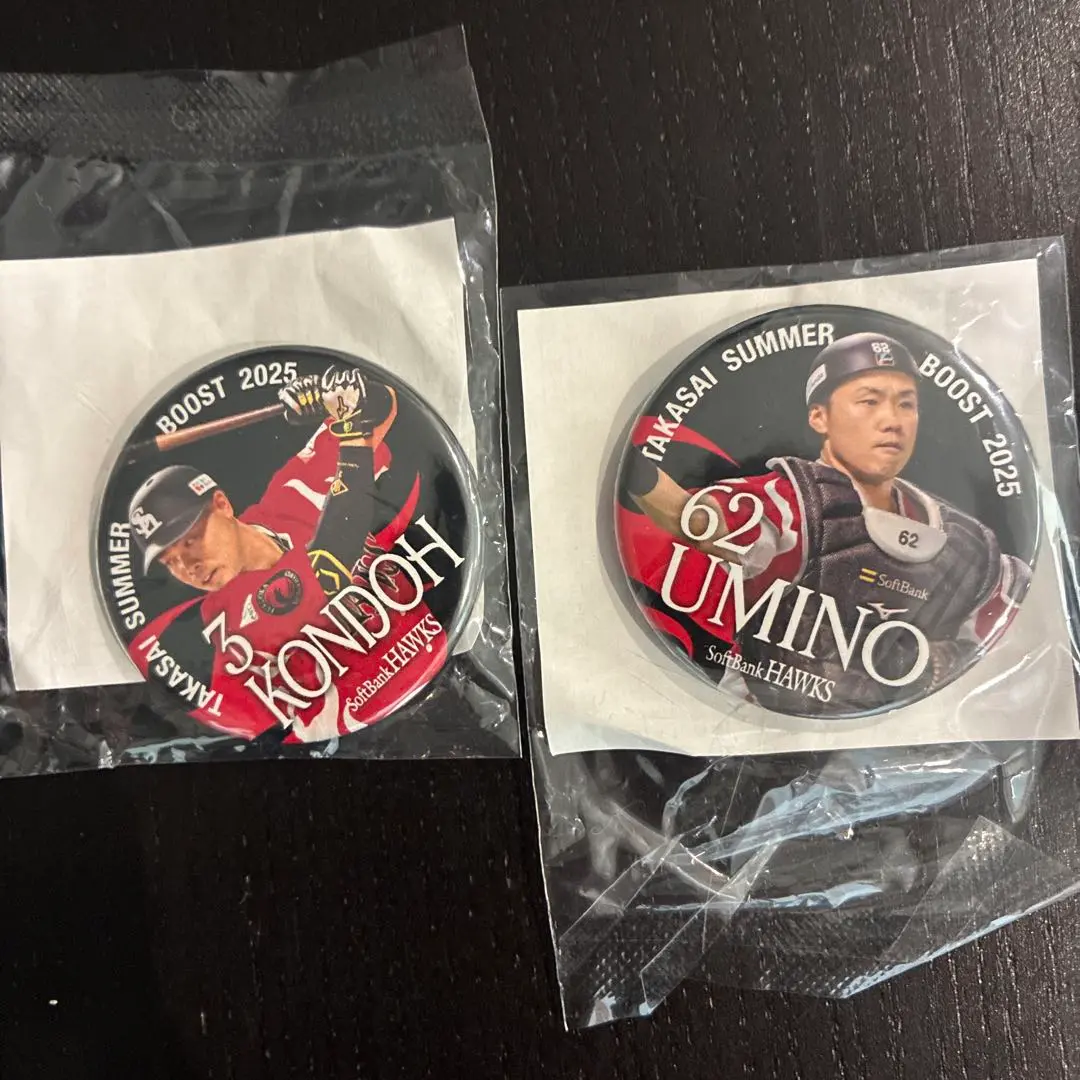 TAKASAI SUMMER BOOST 2025
3
KONDOH
SoftBank HAWKS
TAKASAI SUMMER BOOST 2025
62
62
62
SoftBank
UMINO
SoftBank HAWKS